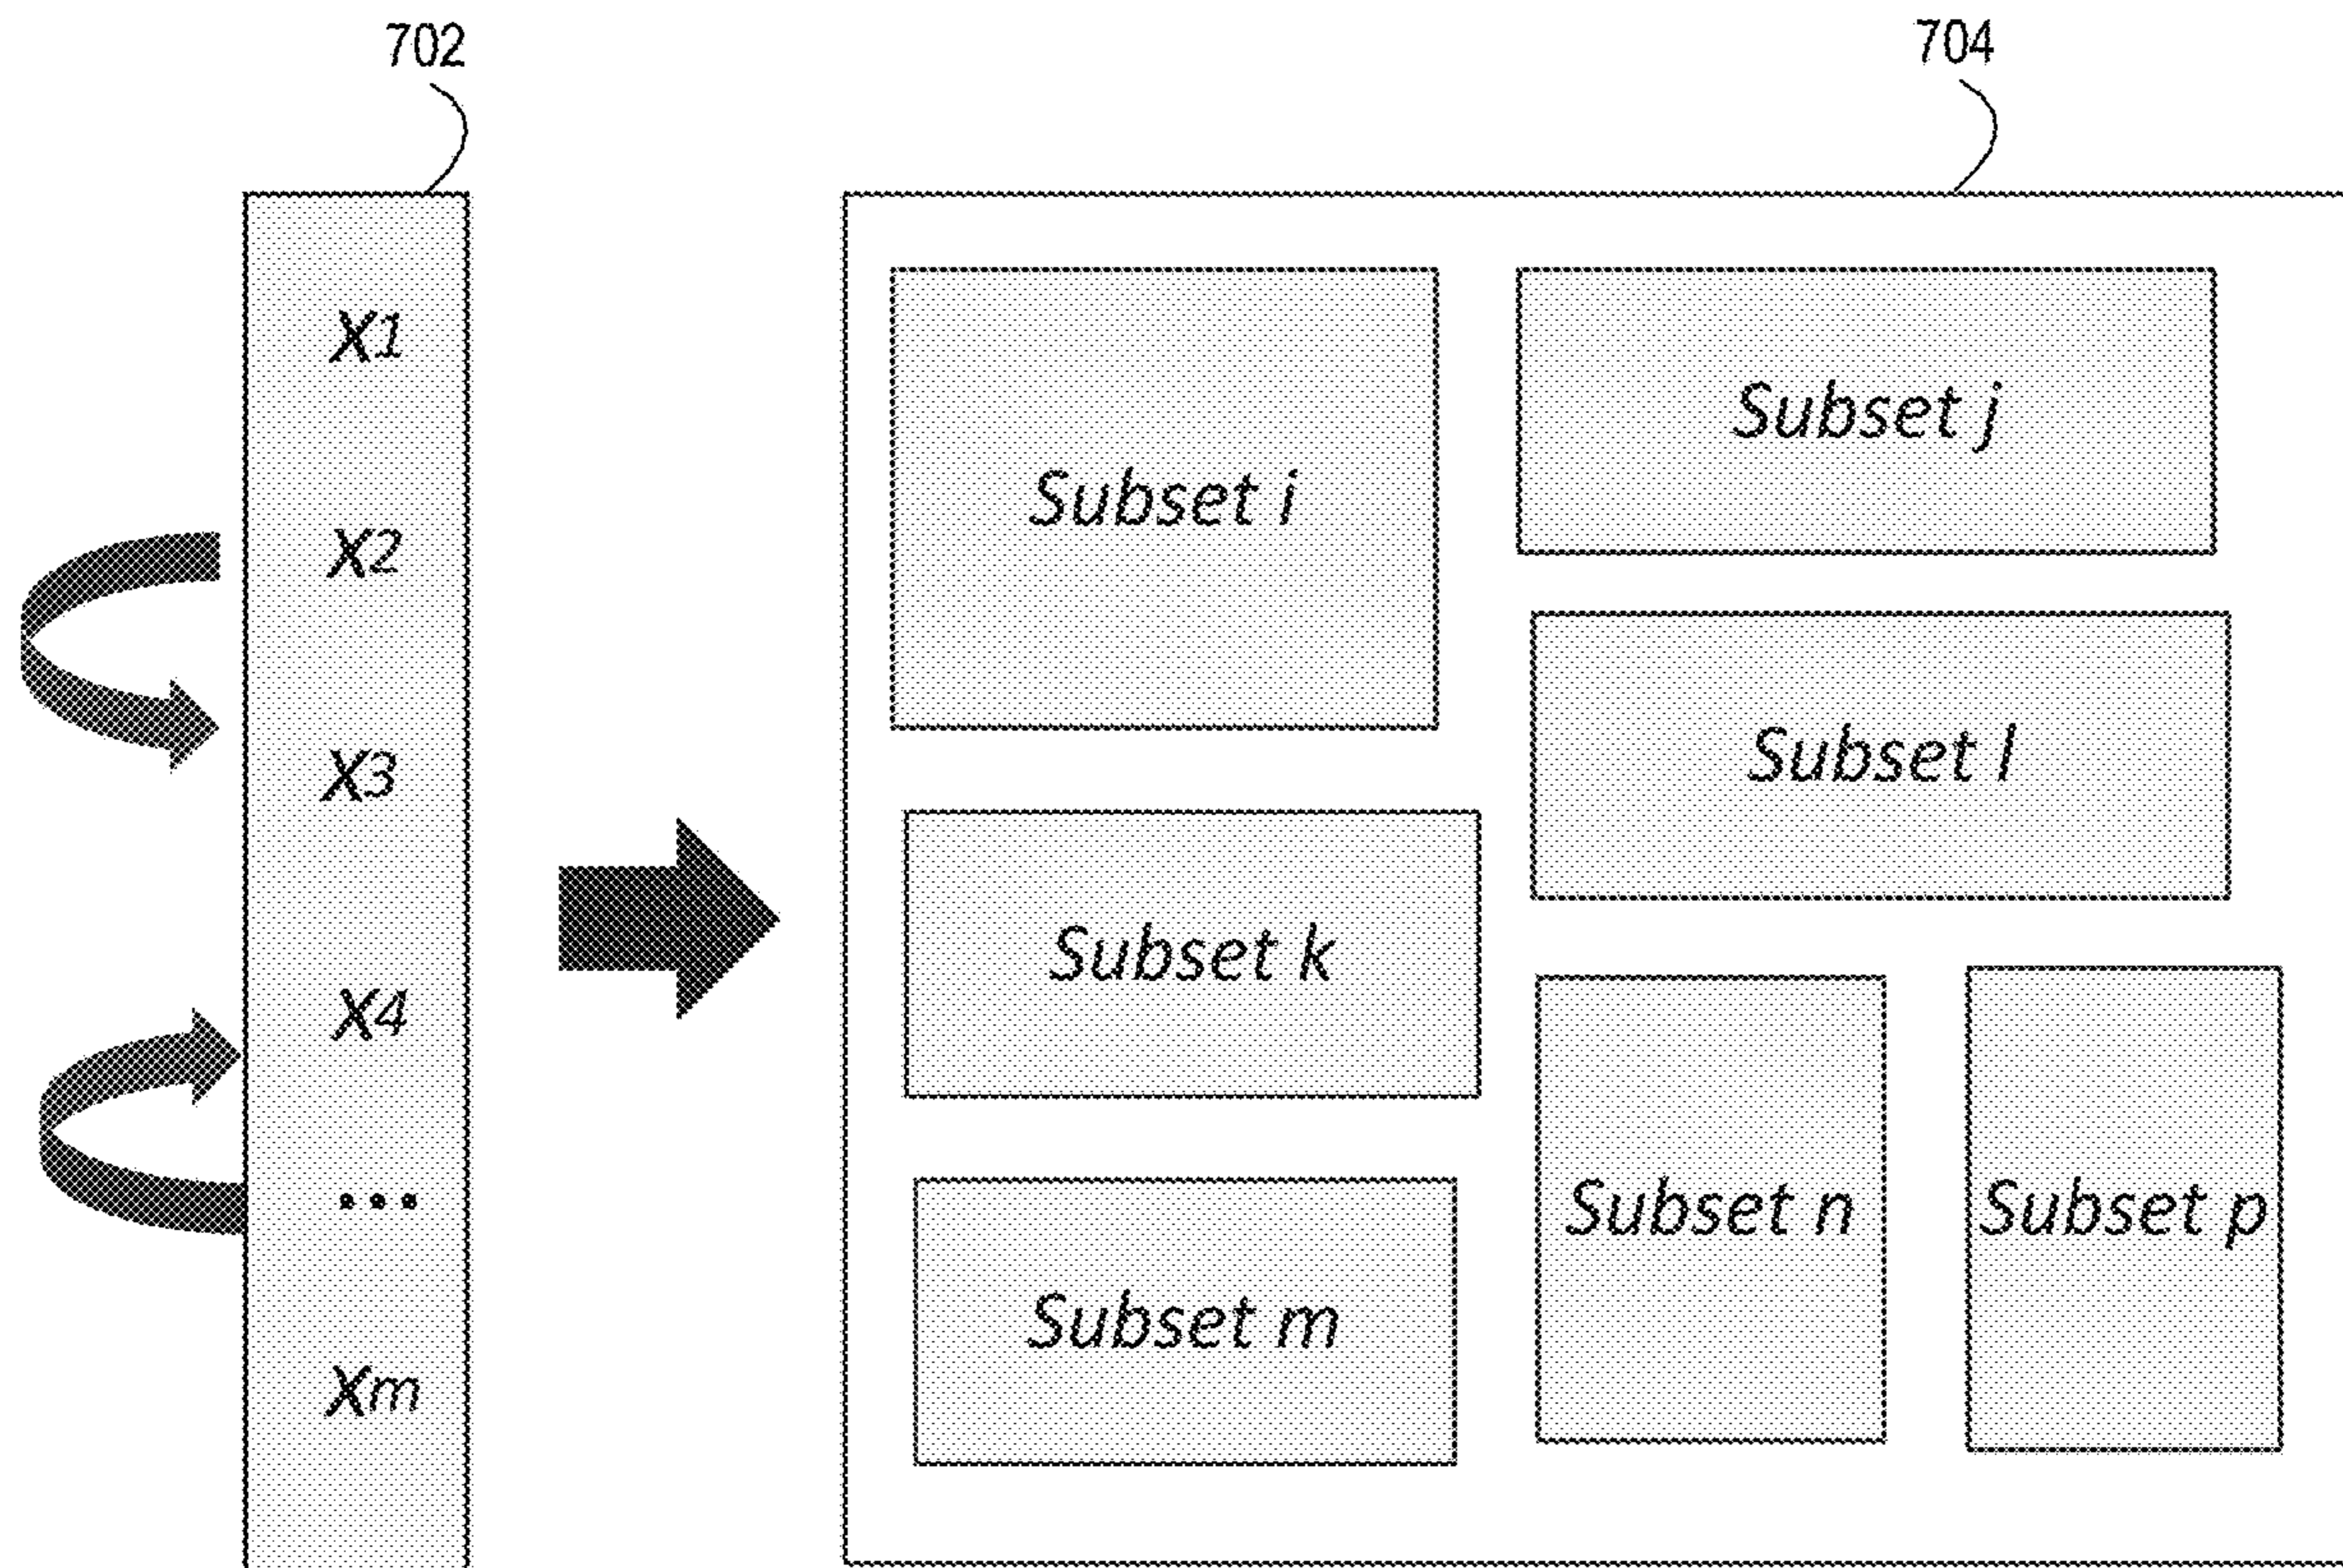 702
704
X1
X2
X3
X4
...
Xm
Subset i
Subset j
Subset l
Subset k
Subset n
Subset p
Subset m